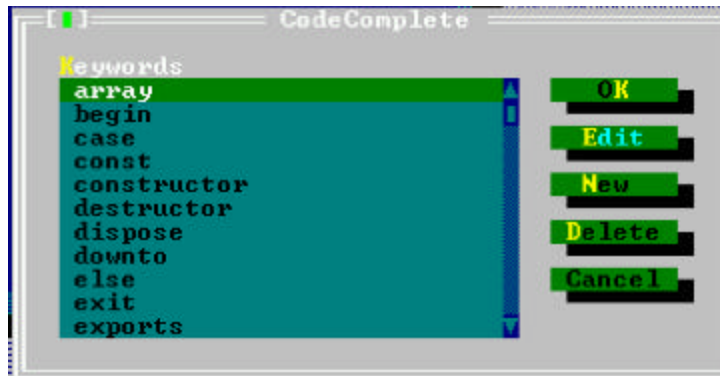 CodeComplete
Keywords
array
begin
case
const
constructor
destructor
dispose
downto
else
exit
exports
OK
Edit
New
Delete
Cancel